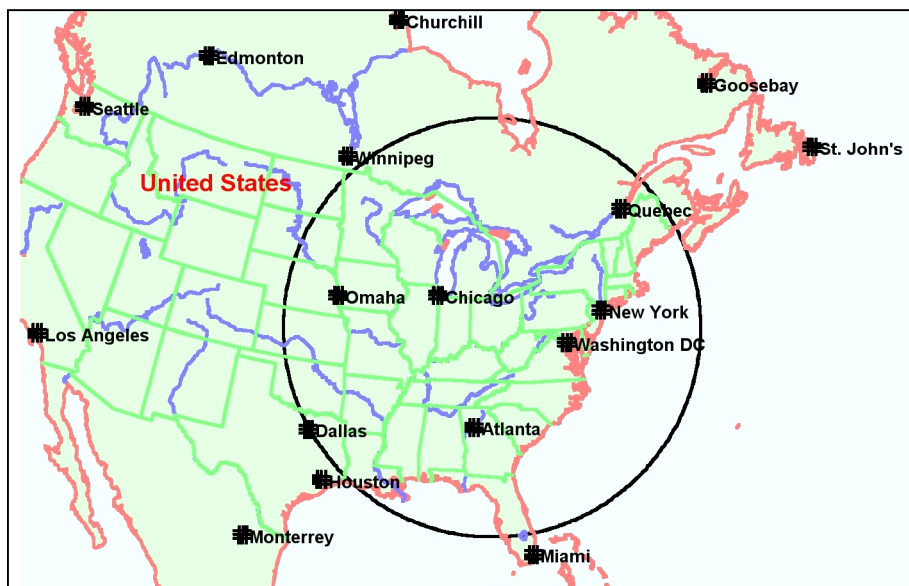 Churchill
Edmonton
Goosebay
Seattle
St. John's
Winnipeg
United States
Quebec
Omaha
Chicago
New York
Los Angeles
Washington DC
Dallas
Atlanta
Houston
Monterrey
Miami